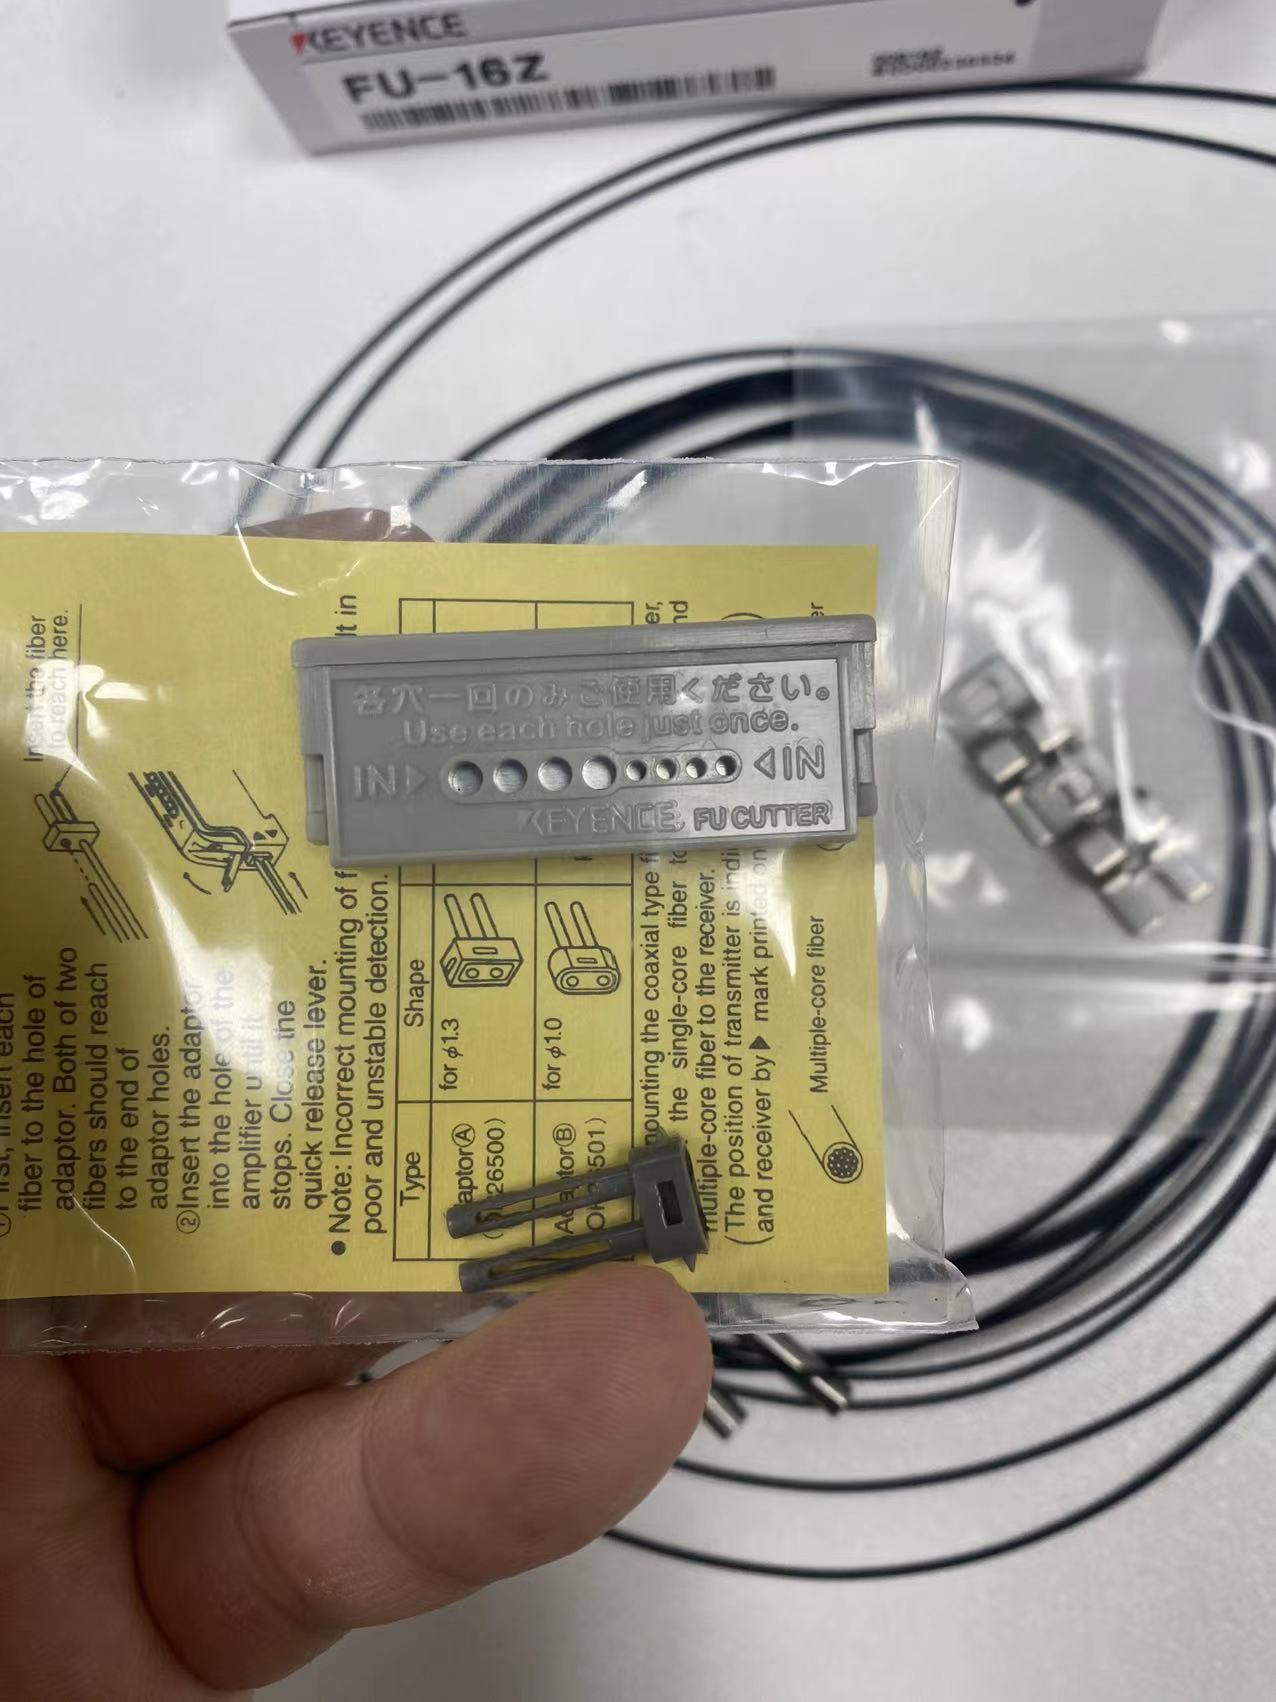 KEYENCE
FU-16Z
各穴一回のみご使用ください。
Use each hole just once.
IN
IN
KEYENCE FU CUTTER
Insert the fiber
to reach here.
fiber to the hole of
adaptor. Both of two
fibers should reach
to the end of
adaptor holes.
②Insert the adaptor
into the hole of the
amplifier until it
stops. Close the
quick release lever.
●Note: Incorrect mounting of
poor and unstable detection.
Type
Shape
for φ1.3
for φ1.0
26500)
501)
mounting the coaxial type
the single-core fiber
multiple-core fiber to the receiver.
(The position of transmitter is
and receiver by ▶ mark printed on
Multiple-core fiber